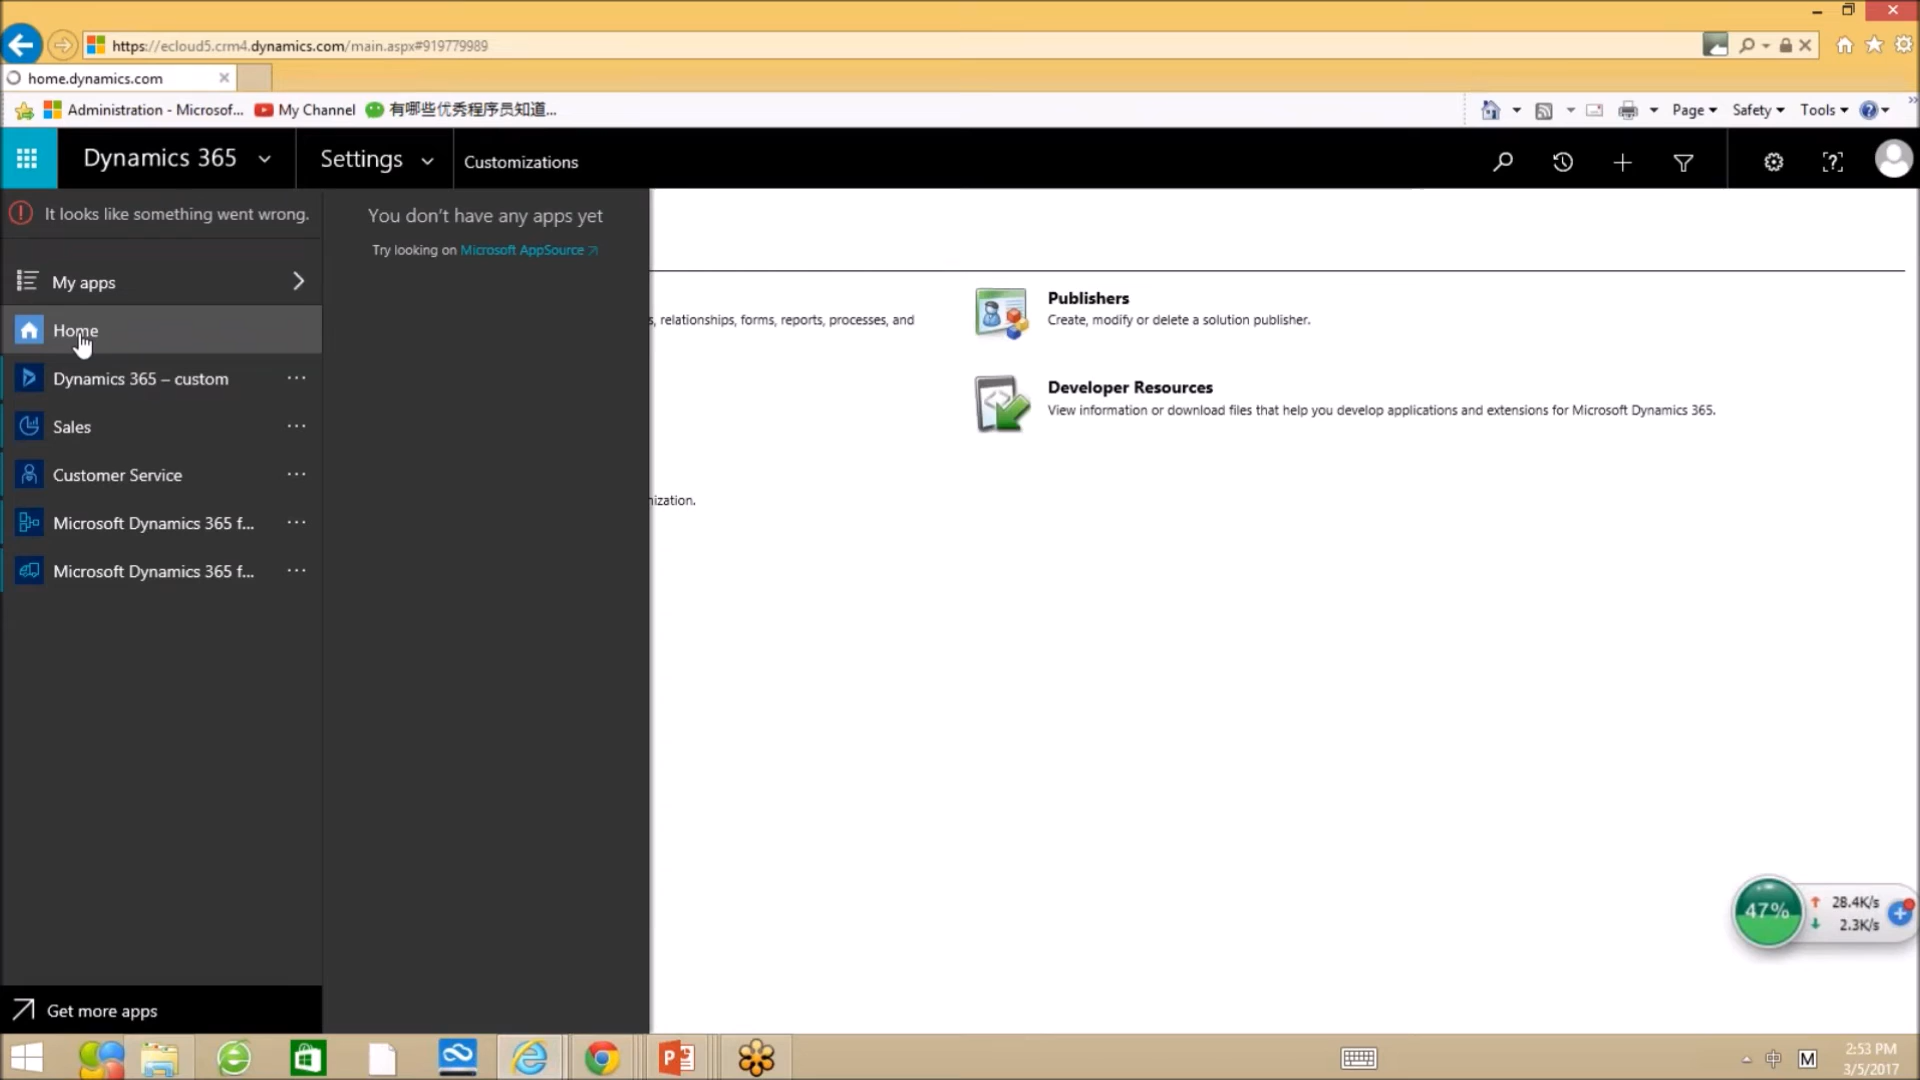 https://ecloud5.crm4.dynamics.com/main.aspx#919779989
home.dynamics.com
Administration - Microsof...
My Channel
有哪些优秀程序员知道...
Page
Safety
Tools
Dynamics 365
Settings
Customizations
It looks like something went wrong.
You don't have any apps yet
Try looking on Microsoft AppSource
My apps
Home
Dynamics 365 – custom
Sales
Customer Service
Microsoft Dynamics 365 f...
Microsoft Dynamics 365 f...
Get more apps
s, relationships, forms, reports, processes, and
nization.
Publishers
Create, modify or delete a solution publisher.
Developer Resources
View information or download files that help you develop applications and extensions for Microsoft Dynamics 365.
47%
28.4K/s
2.3K/s
中
M
2:53 PM
3/5/2017